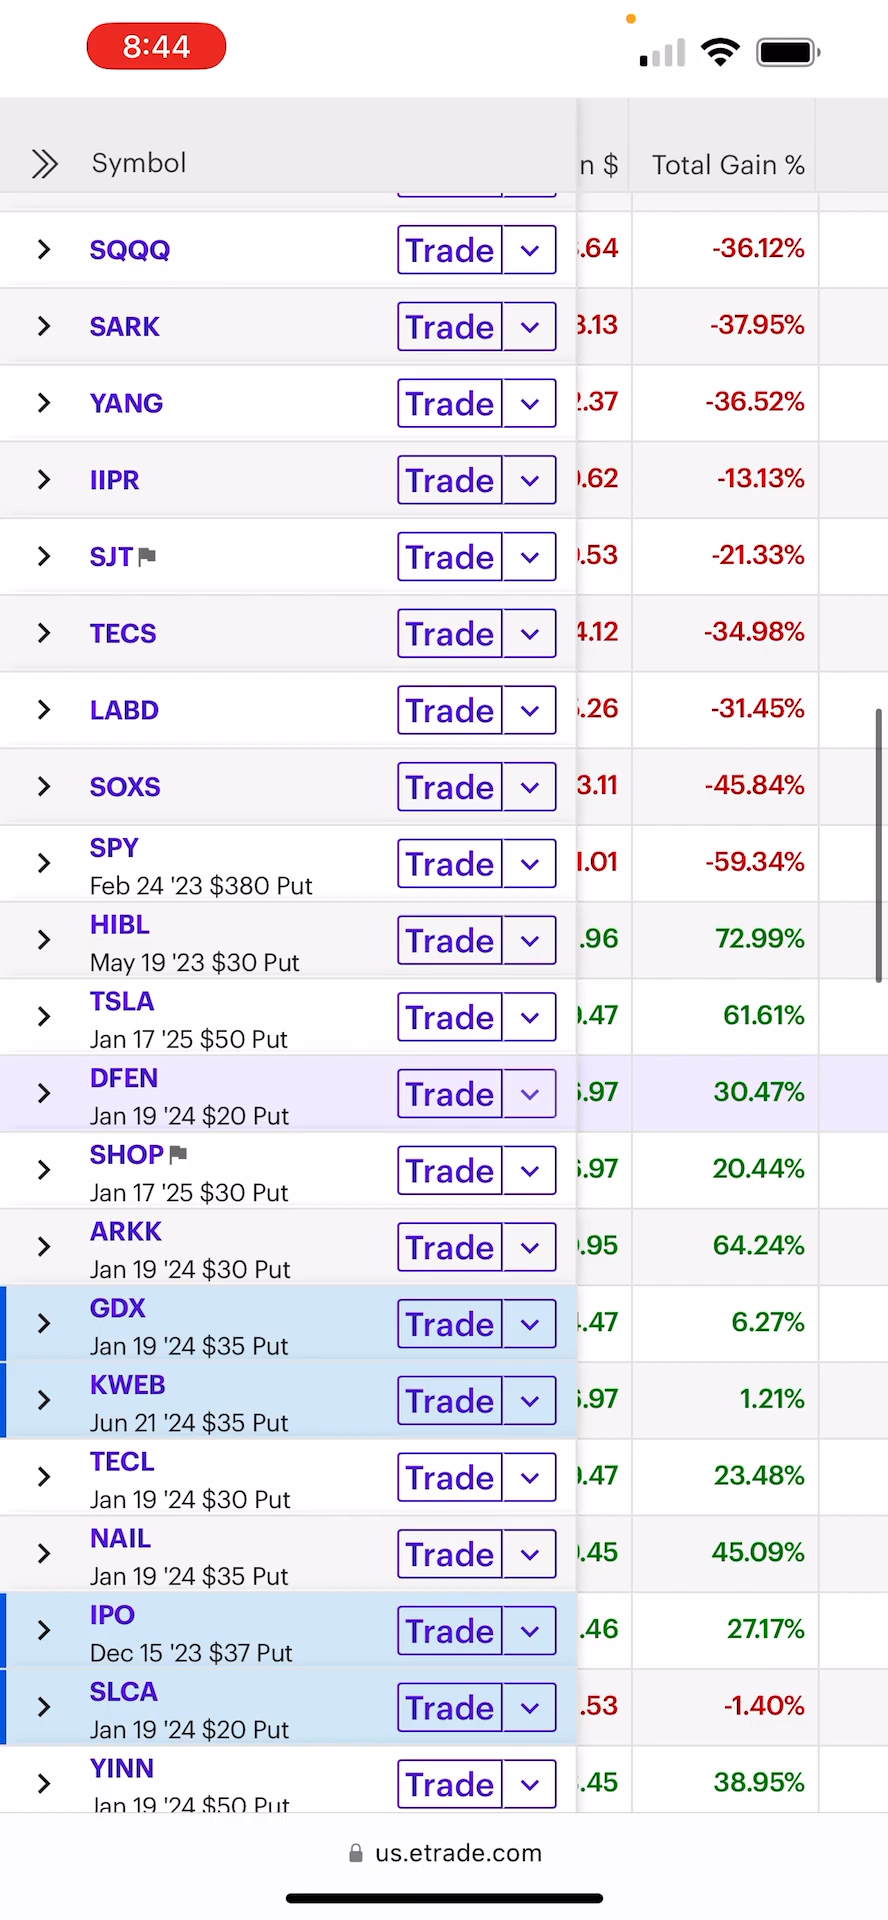 8:44
Symbol n $ Total Gain %
SQQQ Trade .64 -36.12%
SARK Trade 3.13 -37.95%
YANG Trade 2.37 -36.52%
IIPR Trade .62 -13.13%
SJT Trade .53 -21.33%
TECS Trade 4.12 -34.98%
LABD Trade .26 -31.45%
SOXS Trade 3.11 -45.84%
SPY
Feb 24 '23 $380 Put Trade 1.01 -59.34%
HIBL
May 19 '23 $30 Put Trade .96 72.99%
TSLA
Jan 17 '25 $50 Put Trade .47 61.61%
DFEN
Jan 19 '24 $20 Put Trade .97 30.47%
SHOP
Jan 17 '25 $30 Put Trade .97 20.44%
ARKK
Jan 19 '24 $30 Put Trade .95 64.24%
GDX
Jan 19 '24 $35 Put Trade .47 6.27%
KWEB
Jun 21 '24 $35 Put Trade .97 1.21%
TECL
Jan 19 '24 $30 Put Trade .47 23.48%
NAIL
Jan 19 '24 $35 Put Trade .45 45.09%
IPO
Dec 15 '23 $37 Put Trade .46 27.17%
SLCA
Jan 19 '24 $20 Put Trade .53 -1.40%
YINN
Jan 19 '24 $50 Put Trade .45 38.95%
us.etrade.com